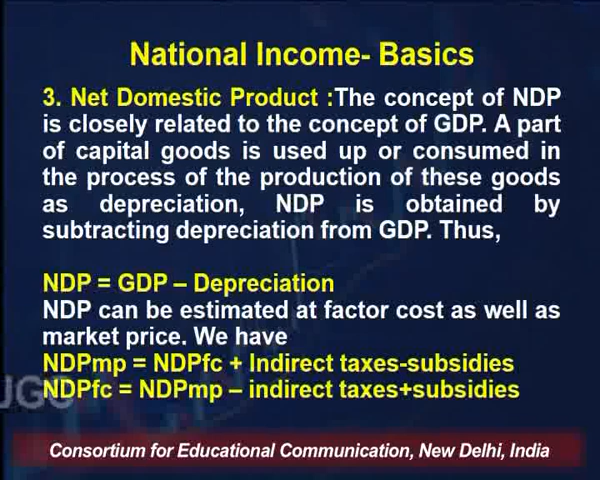 National Income- Basics
3. Net Domestic Product :The concept of NDP
is closely related to the concept of GDP. A part
of capital goods is used up or consumed in
the process of the production of these goods
as depreciation, NDP is obtained by
subtracting depreciation from GDP. Thus,
NDP = GDP – Depreciation
NDP can be estimated at factor cost as well as
market price. We have
NDPmp = NDPfc + Indirect taxes-subsidies
NDPfc = NDPmp – indirect taxes+subsidies
UGC
Consortium for Educational Communication, New Delhi, India